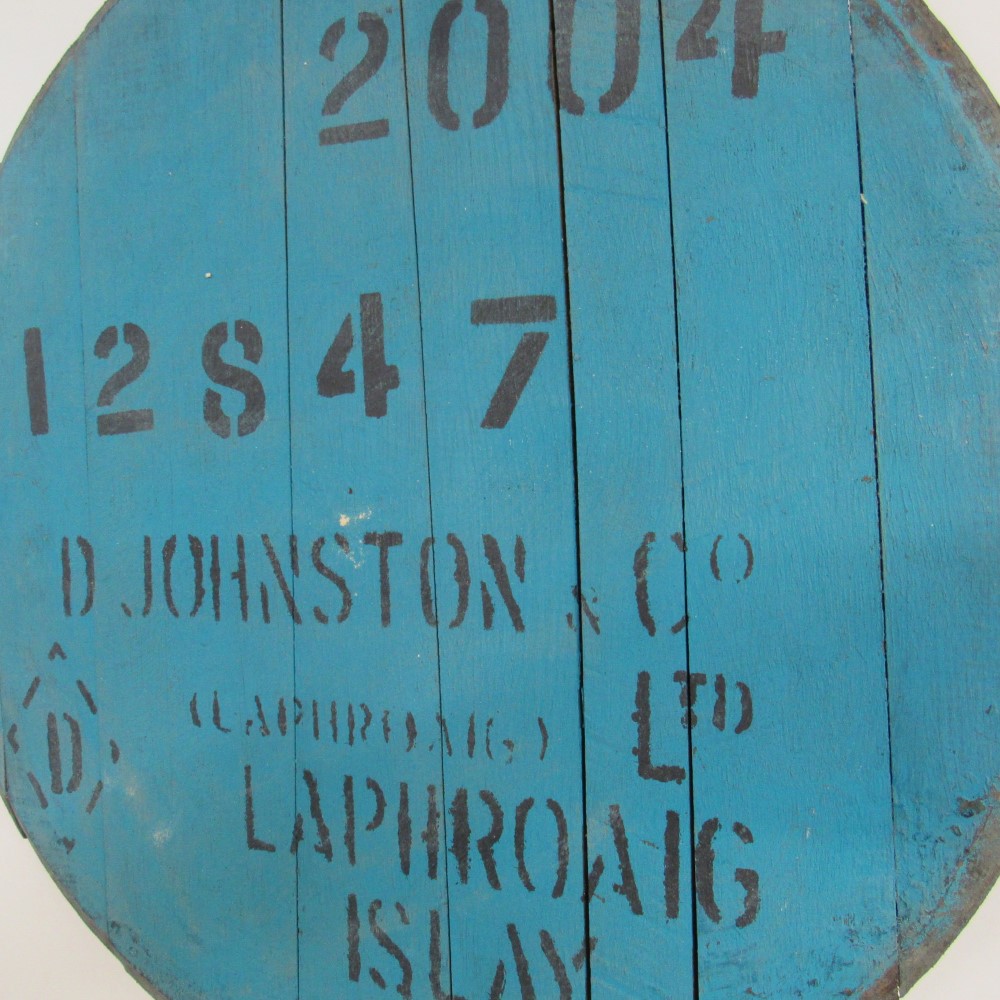 2004
12847
D JOHNSTON & Co
LTD
D
(LAPHROAIG)
LAPHROAIG
ISLAY